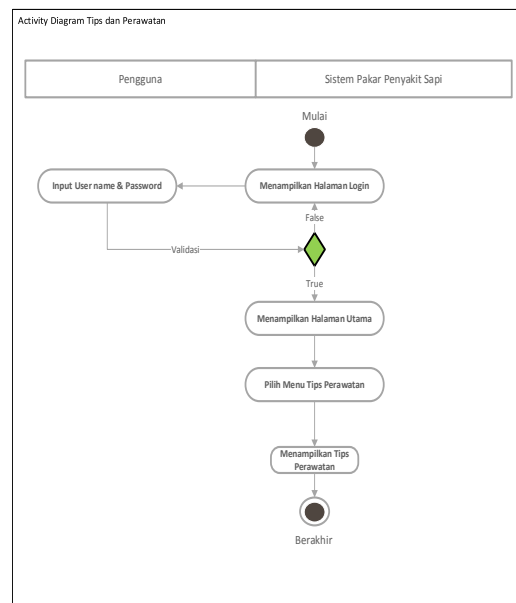 Activity Diagram Tips dan Perawatan
Pengguna
Sistem Pakar Penyakit Sapi
Mulai
Input User name & Password
Menampilkan Halaman Login
False
Validasi
True
Menampilkan Halaman Utama
Pilih Menu Tips Perawatan
Menampilkan Tips
Perawatan
Berakhir